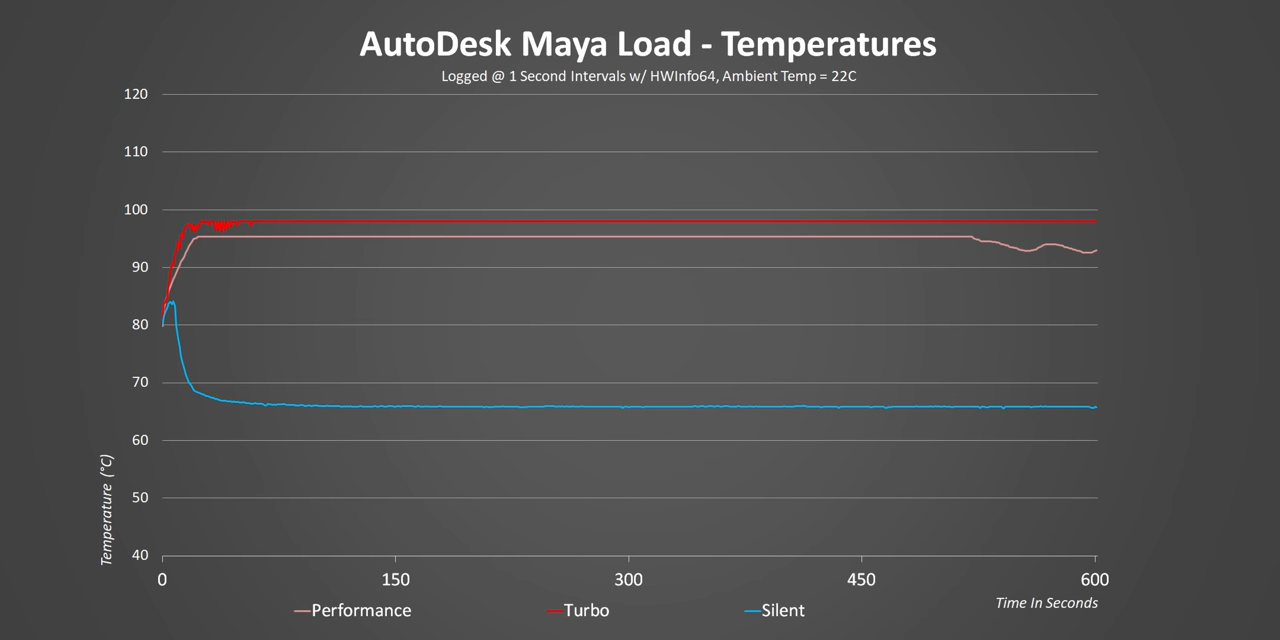 AutoDesk Maya Load - Temperatures
Logged @ 1 Second Intervals w/ HWInfo64, Ambient Temp = 22C
120
110
100
90
80
70
60
50
40
Temperature (°C)
0 150 300 450 600
Time In Seconds
Performance Turbo Silent